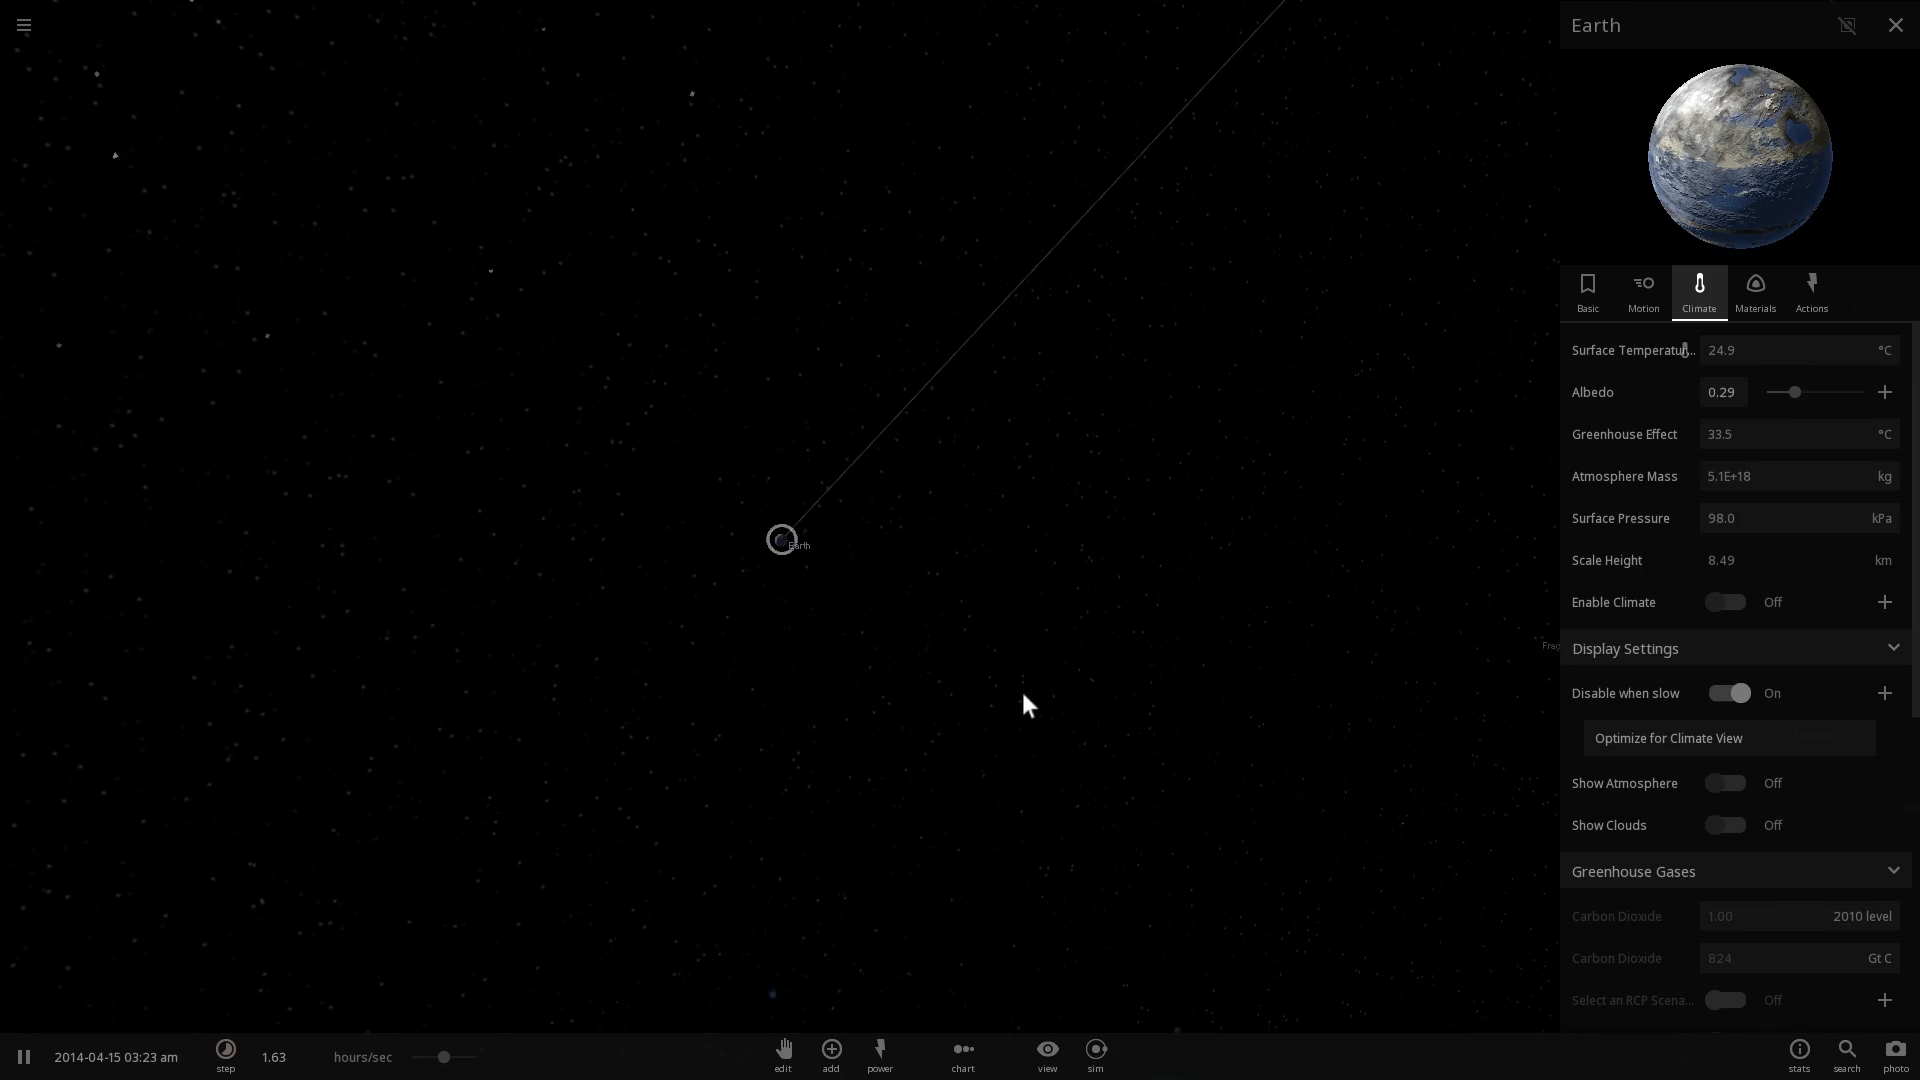 Earth
Basic
Motion
Climate
Materials
Actions
Surface Temperatur... 24.9 °C
Albedo 0.29
Greenhouse Effect 33.5 °C
Atmosphere Mass 5.1E+18 kg
Surface Pressure 98.0 kPa
Scale Height 8.49 km
Enable Climate Off
Display Settings
Disable when slow On
Optimize for Climate View
Show Atmosphere Off
Show Clouds Off
Greenhouse Gases
Carbon Dioxide 1.00 2010 level
Carbon Dioxide 824 Gt C
Select an RCP Scena... Off
Earth
Frag
2014-04-15 03:23 am
step
1.63 hours/sec
edit
add
power
chart
view
sim
stats
search
photo